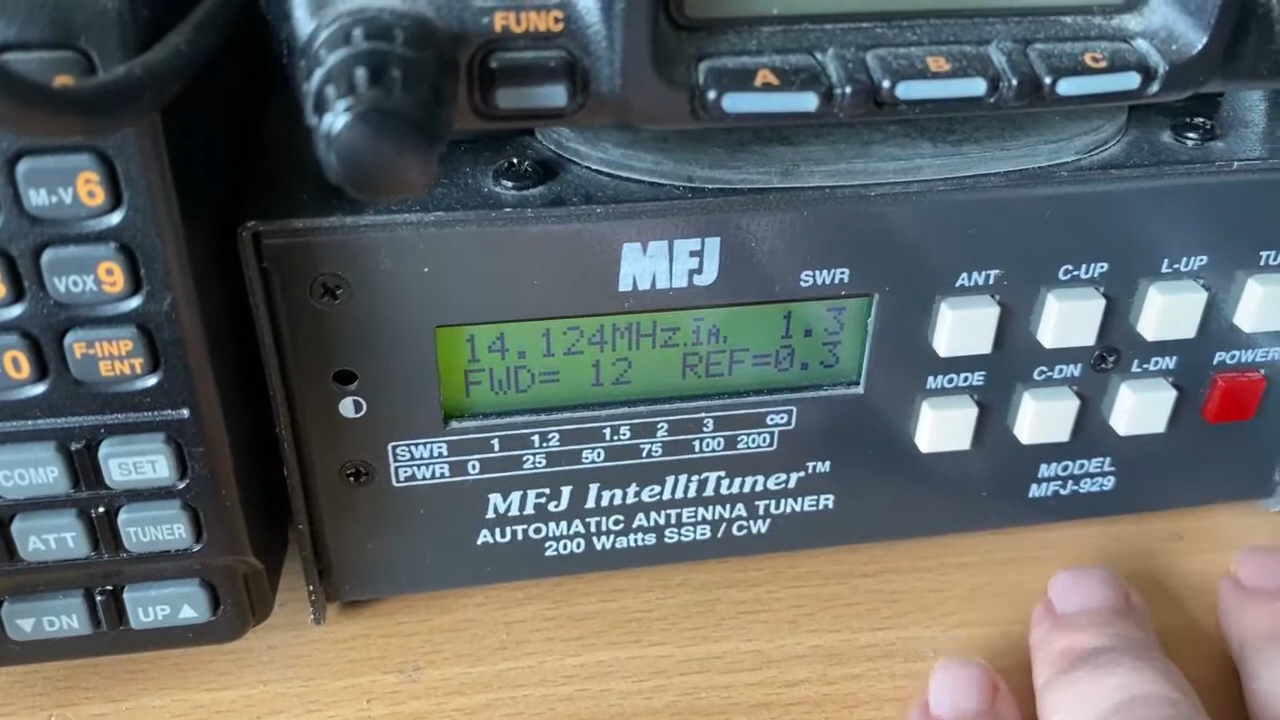 FUNC
A B C
M▸V 6
VOX 9
0
F-INP
ENT
COMP SET
ATT TUNER
▼DN UP▲
MFJ
SWR
14.124MHz 1.3
FWD= 12 REF=0.3
SWR 1 1.2 1.5 2 3 ∞
PWR 0 25 50 75 100 200
MFJ IntelliTuner™
AUTOMATIC ANTENNA TUNER
200 Watts SSB / CW
ANT C-UP L-UP TU
MODE C-DN L-DN POWER
MODEL
MFJ-929